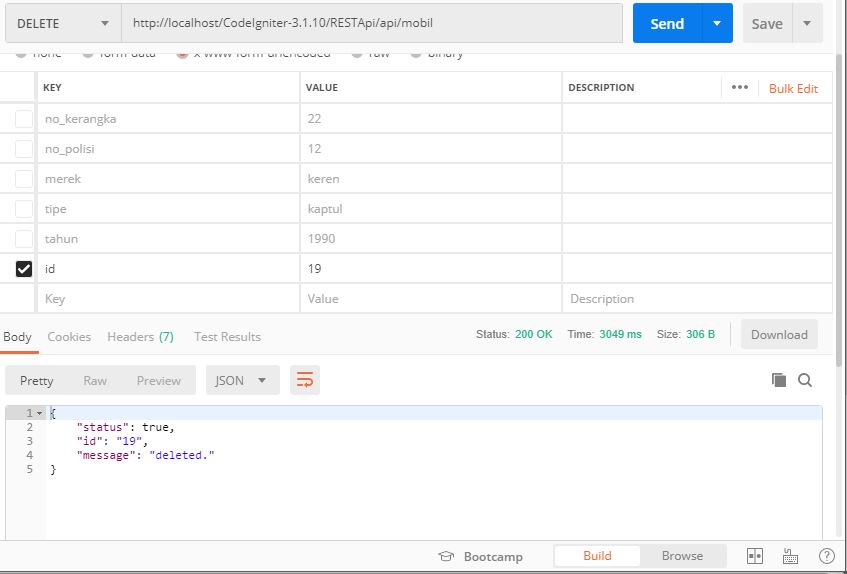 DELETE http://localhost/CodeIgniter-3.1.10/RESTApi/api/mobil Send Save
none form-data x-www-form-urlencoded raw binary
KEY VALUE DESCRIPTION ••• Bulk Edit
no_kerangka 22
no_polisi 12
merek keren
tipe kaptul
tahun 1990
id 19
Key Value Description
Body Cookies Headers (7) Test Results Status: 200 OK Time: 3049 ms Size: 306 B Download
Pretty Raw Preview JSON
1 {
2 "status": true,
3 "id": "19",
4 "message": "deleted."
5 }
Bootcamp Build Browse ?